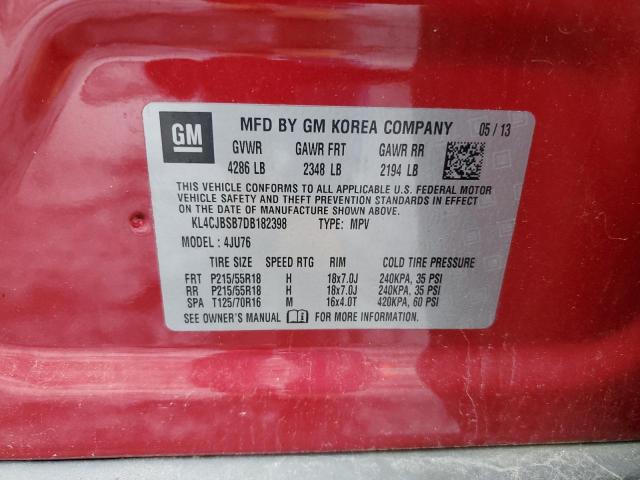 GM MFD BY GM KOREA COMPANY 05/13
GVWR GAWR FRT GAWR RR
4286 LB 2348 LB 2194 LB
THIS VEHICLE CONFORMS TO ALL APPLICABLE U.S. FEDERAL MOTOR
VEHICLE SAFETY AND THEFT PREVENTION STANDARDS IN EFFECT
ON THE DATE OF MANUFACTURE SHOWN ABOVE.
KL4CJBSB7DB182398 TYPE: MPV
MODEL: 4JU76
TIRE SIZE SPEED RTG RIM COLD TIRE PRESSURE
FRT P215/55R18 H 18x7.0J 240KPA, 35 PSI
RR P215/55R18 H 18x7.0J 240KPA, 35 PSI
SPA T125/70R16 M 16x4.0T 420KPA, 60 PSI
SEE OWNER'S MANUAL FOR MORE INFORMATION.